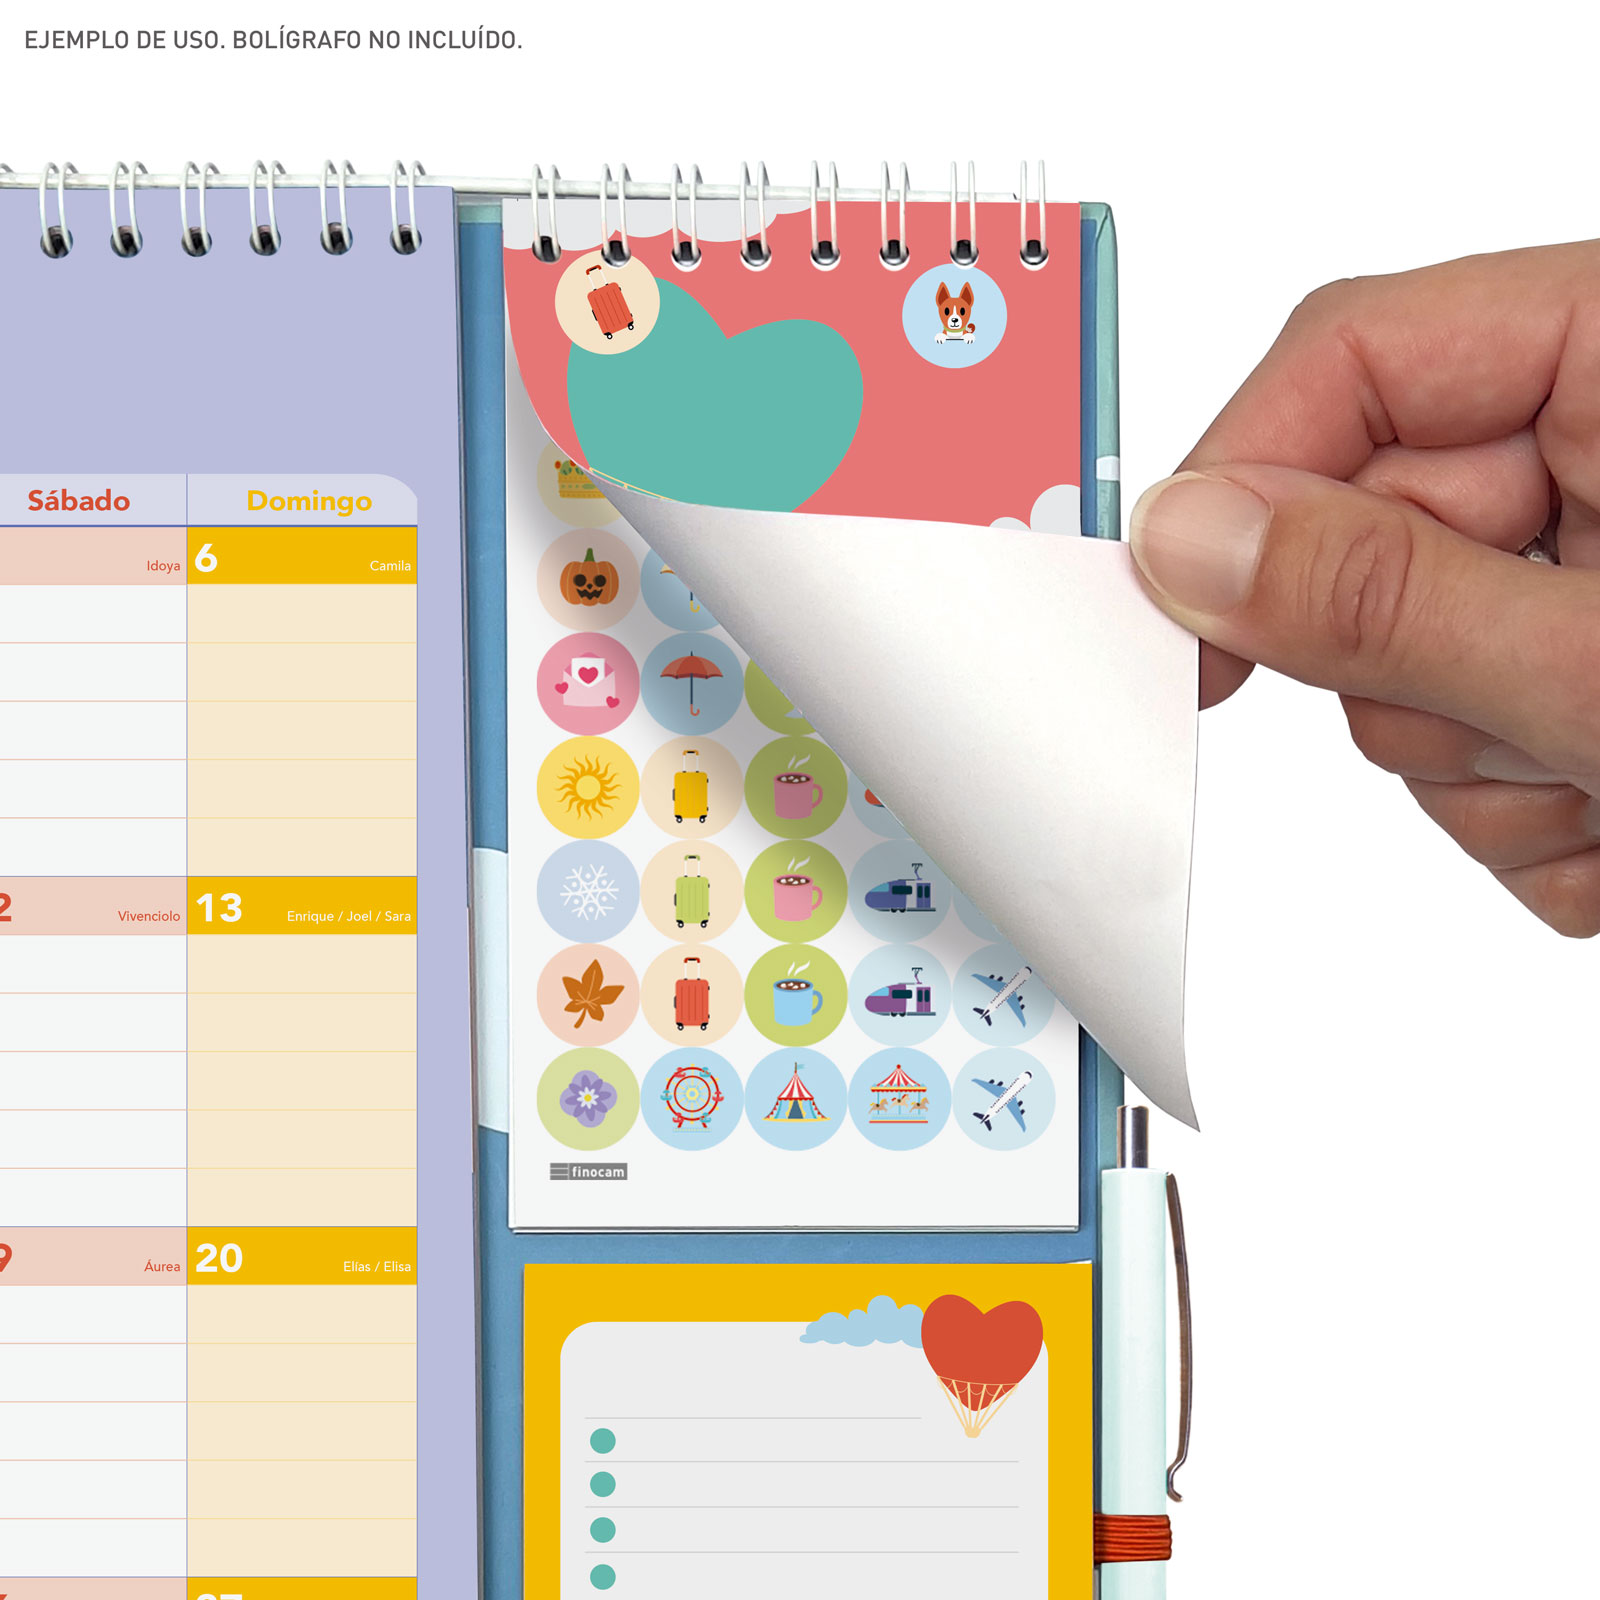 EJEMPLO DE USO. BOLÍGRAFO NO INCLUÍDO.
Sábado Domingo
Idoya 6 Camila
2 Vivenciolo 13 Enrique / Joel / Sara
9 Áurea 20 Elías / Elisa
27
finocam